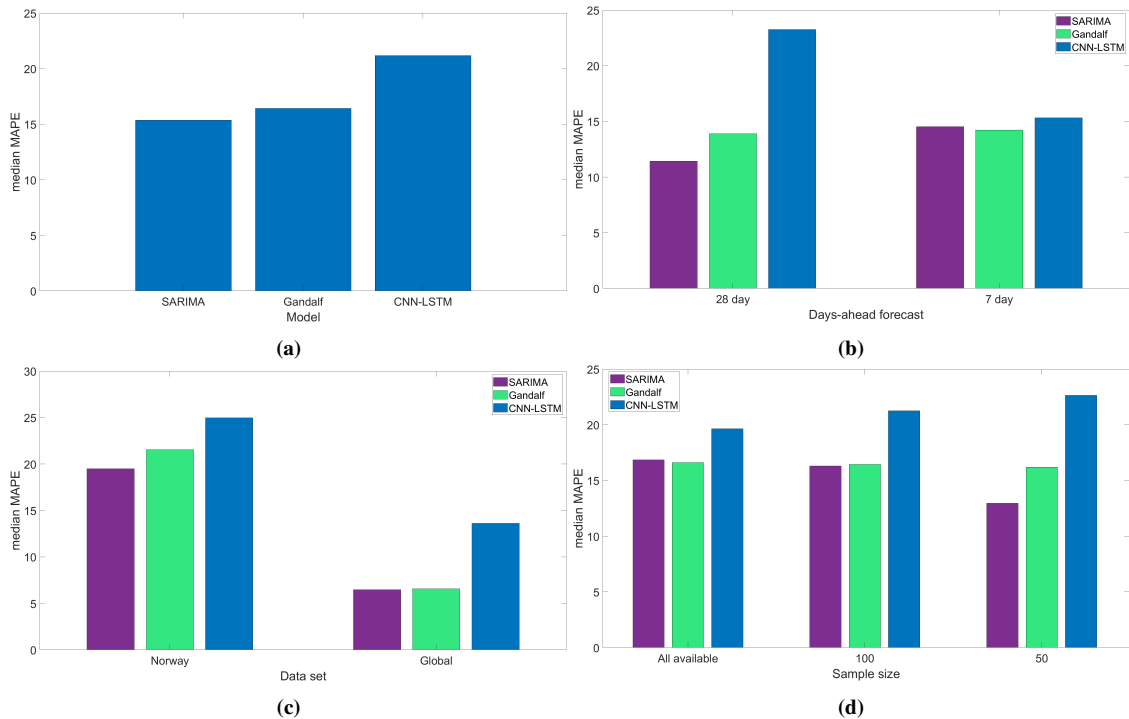 25
20
15
10
5
0
median MAPE
SARIMA
Gandalf
CNN-LSTM
Model
(a)
25
20
15
10
5
0
median MAPE
SARIMA
Gandalf
CNN-LSTM
28 day
7 day
Days-ahead forecast
(b)
30
25
20
15
10
5
0
median MAPE
SARIMA
Gandalf
CNN-LSTM
Norway
Global
Data set
(c)
25
20
15
10
5
0
median MAPE
SARIMA
Gandalf
CNN-LSTM
All available
100
50
Sample size
(d)